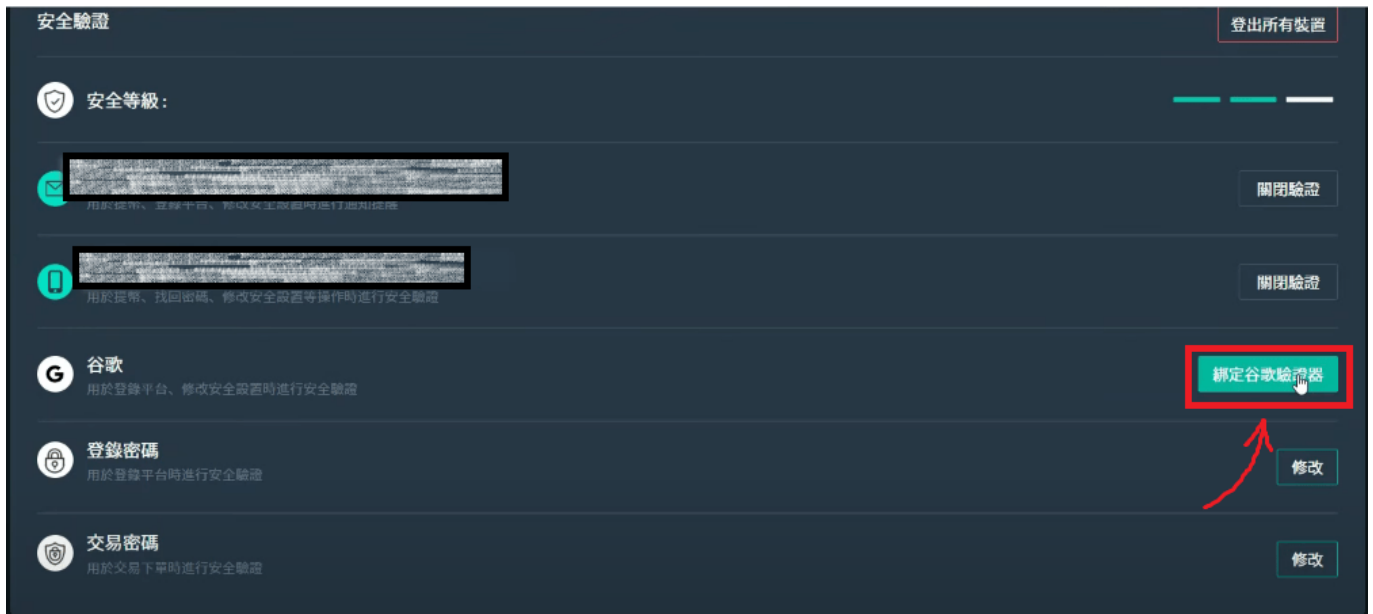 安全驗證
登出所有裝置
安全等級:
用於提幣、登錄平台、修改安全設置時進行通知提醒
關閉驗證
用於提幣、找回密碼、修改安全設置等操作時進行安全驗證
關閉驗證
谷歌
用於登錄平台、修改安全設置時進行安全驗證
綁定谷歌驗證器
登錄密碼
用於登錄平台時進行安全驗證
修改
交易密碼
用於交易下單時進行安全驗證
修改